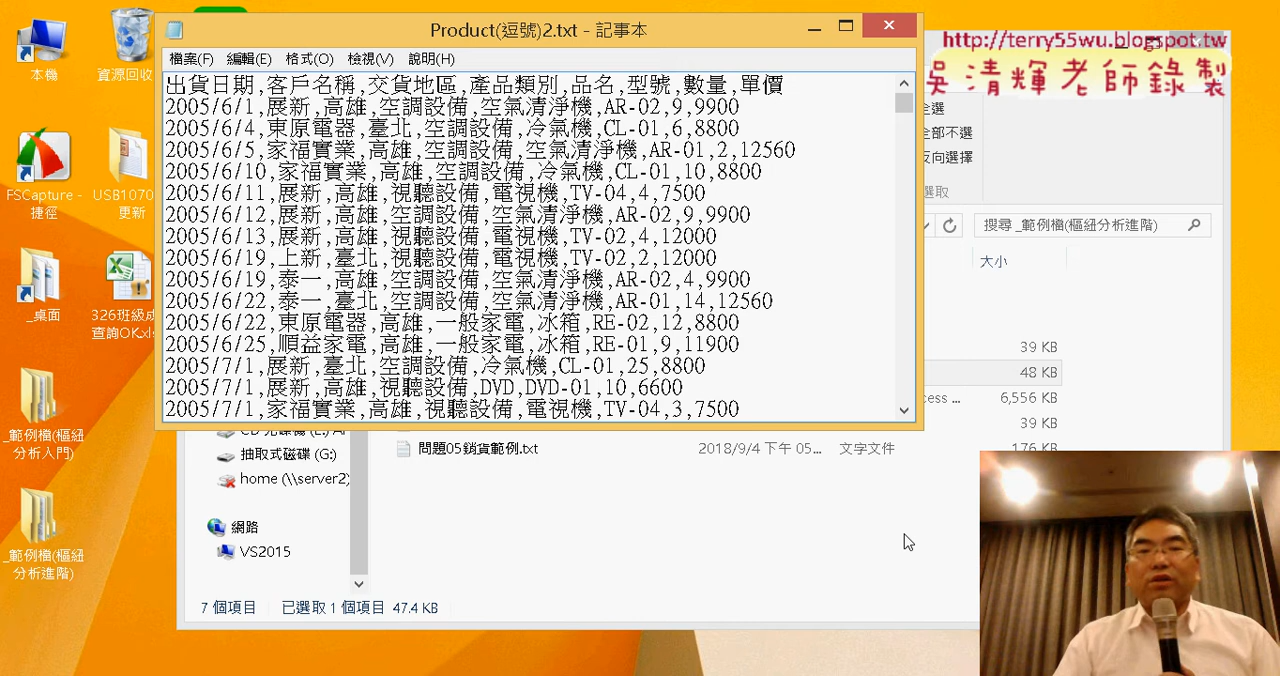 Product(逗號)2.txt - 記事本
檔案(F) 編輯(E) 格式(O) 檢視(V) 說明(H)
出貨日期,客戶名稱,交貨地區,產品類別,品名,型號,數量,單價
2005/6/1,展新,高雄,空調設備,空氣清淨機,AR-02,9,9900
2005/6/4,東原電器,臺北,空調設備,冷氣機,CL-01,6,8800
2005/6/5,家福實業,高雄,空調設備,空氣清淨機,AR-01,2,12560
2005/6/10,家福實業,高雄,空調設備,冷氣機,CL-01,10,8800
2005/6/11,展新,高雄,視聽設備,電視機,TV-04,4,7500
2005/6/12,展新,高雄,空調設備,空氣清淨機,AR-02,9,9900
2005/6/13,展新,高雄,視聽設備,電視機,TV-02,4,12000
2005/6/19,上新,臺北,視聽設備,電視機,TV-02,2,12000
2005/6/19,泰一,高雄,空調設備,空氣清淨機,AR-02,4,9900
2005/6/22,泰一,臺北,空調設備,空氣清淨機,AR-01,14,12560
2005/6/22,東原電器,高雄,一般家電,冰箱,RE-02,12,8800
2005/6/25,順益家電,高雄,一般家電,冰箱,RE-01,9,11900
2005/7/1,展新,臺北,空調設備,冷氣機,CL-01,25,8800
2005/7/1,展新,高雄,視聽設備,DVD,DVD-01,10,6600
2005/7/1,家福實業,高雄,視聽設備,電視機,TV-04,3,7500
http://terry55wu.blogspot.tw
吳清輝老師錄製
全選
全部不選
反向選擇
選取
搜尋 _範例檔(樞紐分析進階)
大小
39 KB
48 KB
cess ... 6,556 KB
39 KB
176 KB
問題05銷貨範例.txt 2018/9/4 下午 05... 文字文件
抽取式磁碟 (G:)
home (\\server2)
網路
VS2015
7 個項目 已選取 1 個項目 47.4 KB
本機
資源回收
FSCapture -
捷徑
USB1070
更新
_桌面
326班級成
查詢OK.xls
_範例檔(樞紐
分析入門)
_範例檔(樞紐
分析進階)